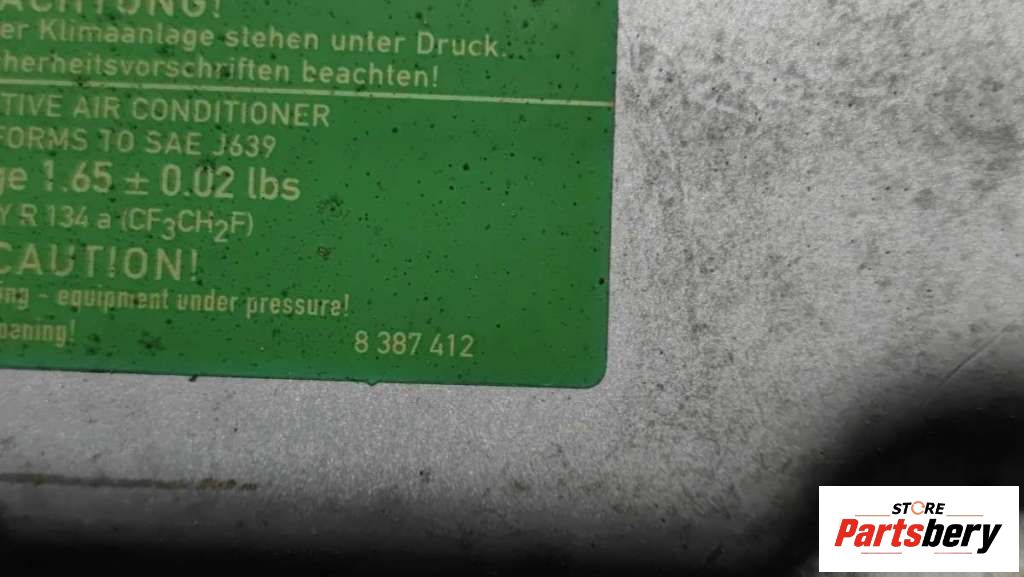 ACHTUNG!
er Klimaanlage stehen unter Druck...
cherheitsvorschriften beachten!
TIVE AIR CONDITIONER
FORMS TO SAE J639
ge 1.65 ± 0.02 lbs
Y R 134 a (CF3CH2F)
CAUTION!
ing - equipment under pressure!
pening!
8 387 412
STORE
Partsbery